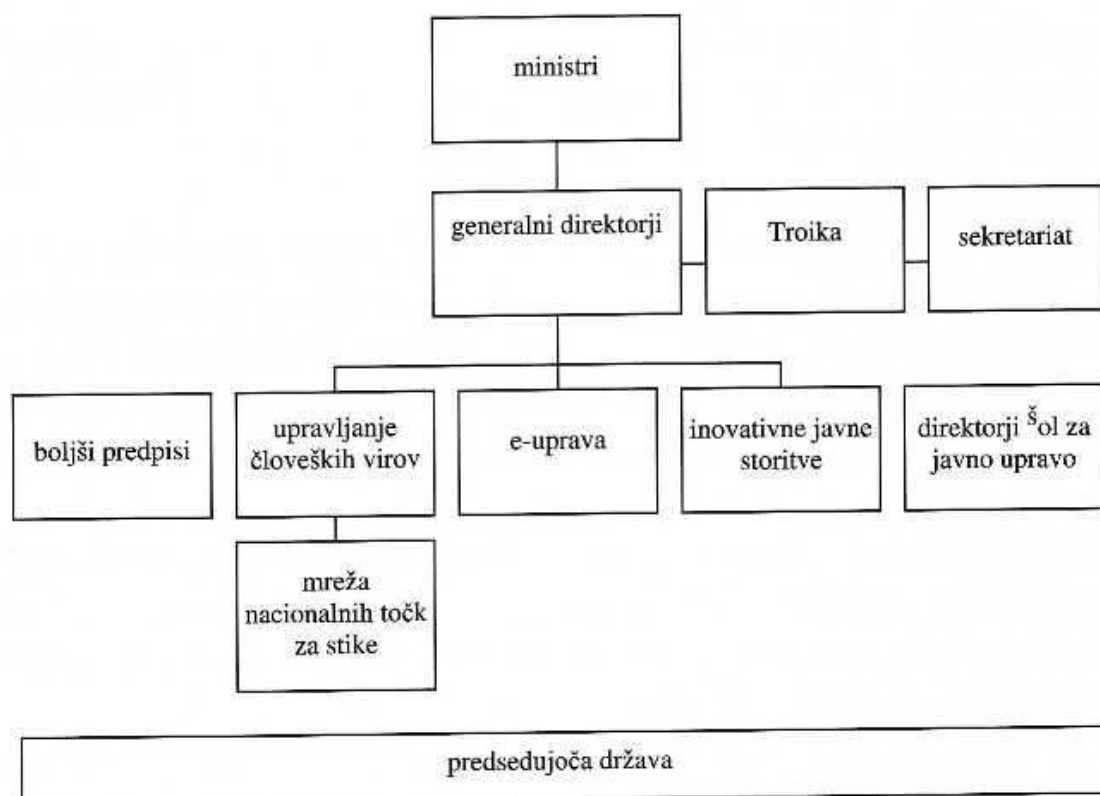 ministri
generalni direktorji
Troika
sekretariat
boljši predpisi
upravljanje
človeških virov
e-uprava
inovativne javne
storitve
direktorji Šol za
javno upravo
mreža
nacionalnih točk
za stike
predsedujoča država